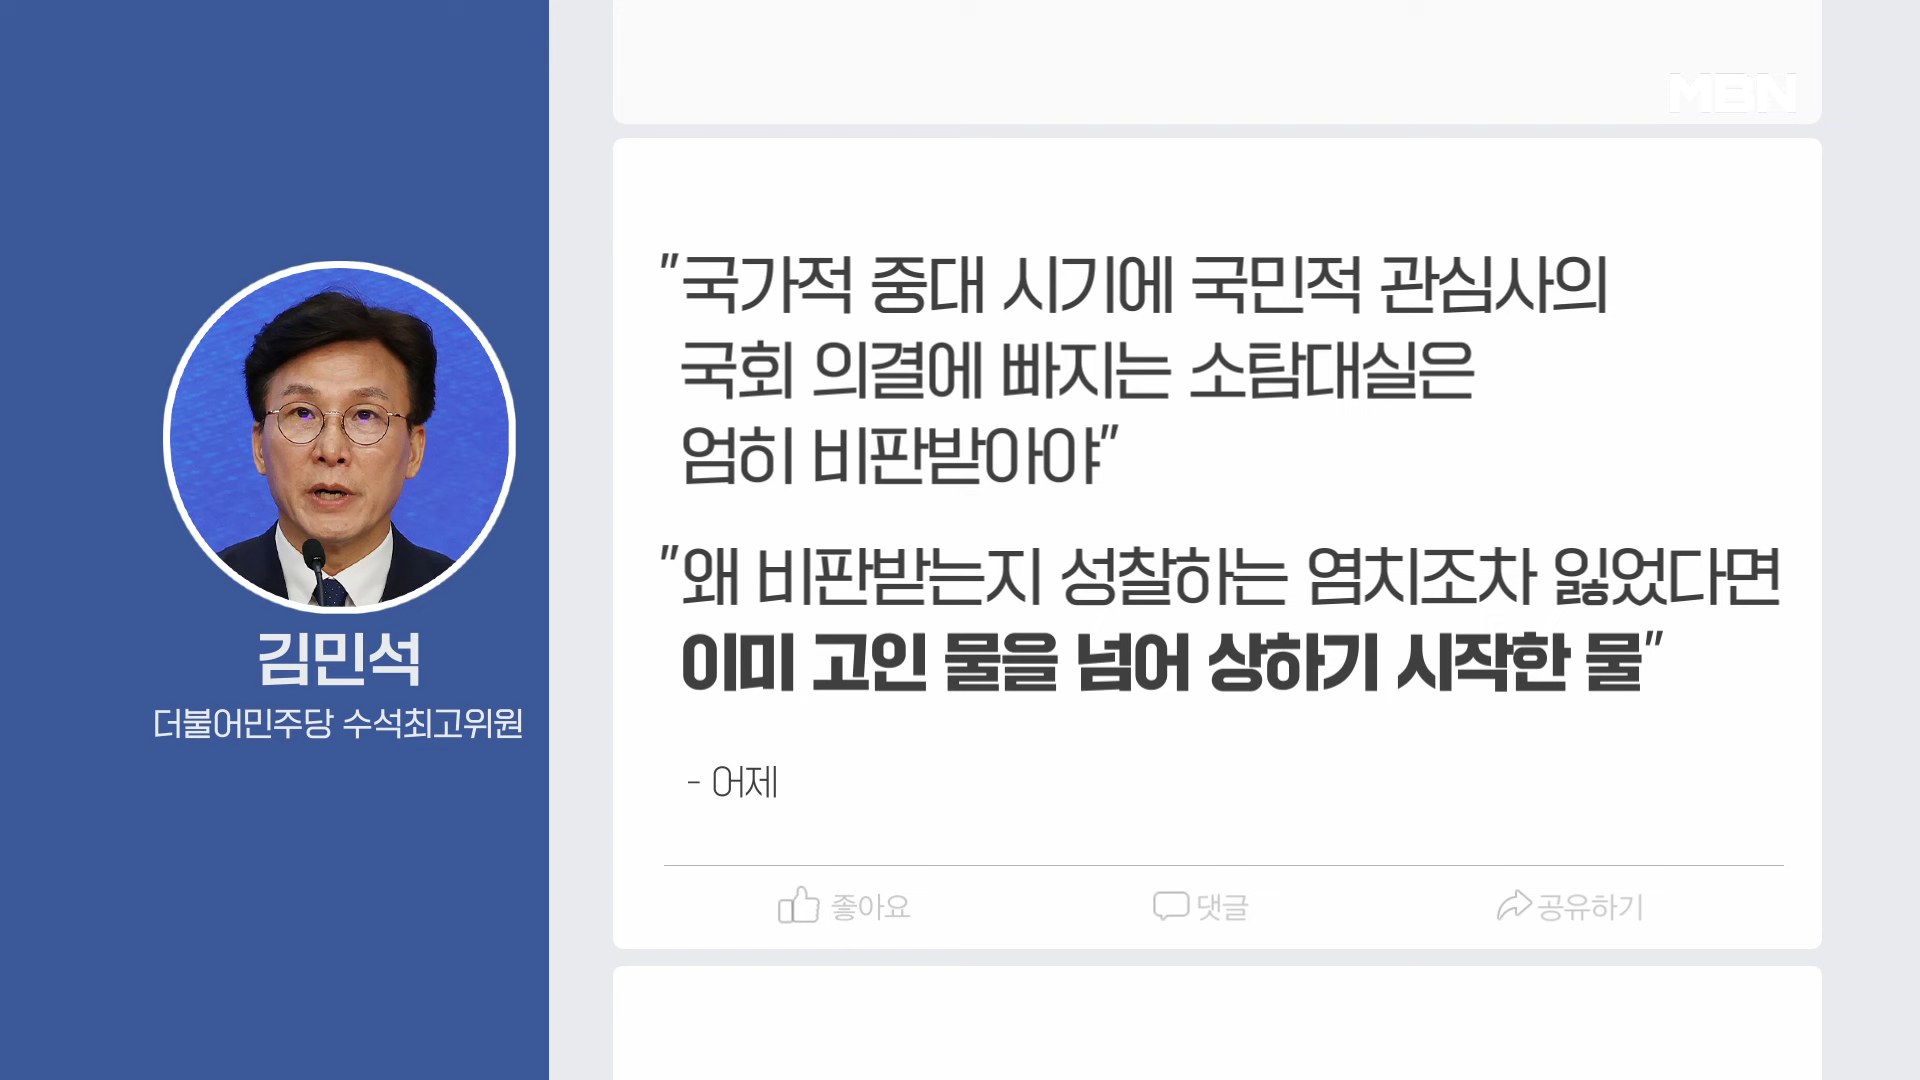 MBN
"국가적 중대 시기에 국민적 관심사의
국회 의결에 빠지는 소탐대실은
엄히 비판받아야"
"왜 비판받는지 성찰하는 염치조차 잃었다면
이미 고인 물을 넘어 상하기 시작한 물"
- 어제
좋아요 댓글 공유하기
김민석
더불어민주당 수석최고위원